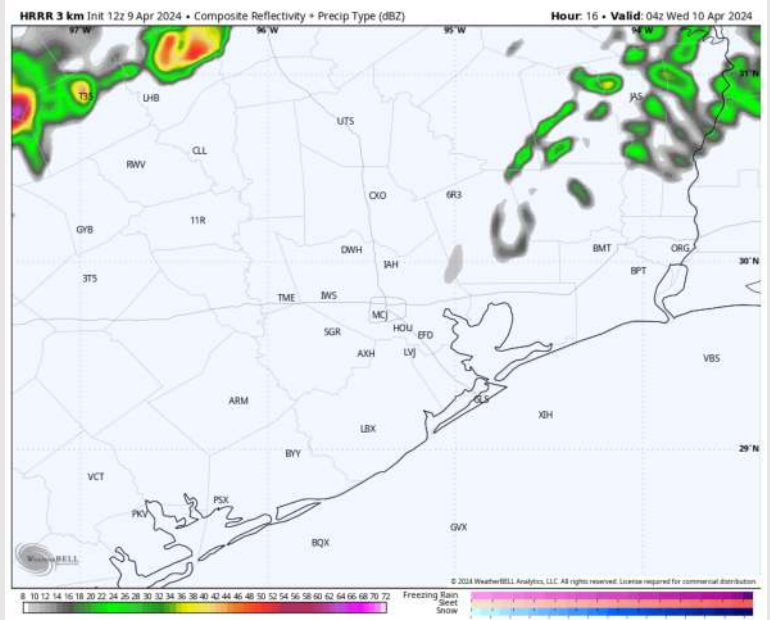 HRRR 3 km Init 12z 9 Apr 2024 • Composite Reflectivity + Precip Type (dBZ)
Hour: 16 • Valid: 04z Wed 10 Apr 2024
97°W 96°W 95°W 94°W
31°N
T35 LHB JAS
UTS
CLL
RWV
CXO 6R3
11R
GYB
DWH BMT ORG
IAH 30°N
3T5 BPT
TME IWS
MCJ
SGR HOU EFD
AXH LVJ VBS
ARM GLS
XIH
LBX
BYY 29°N
VCT
PSX
PKV
GVX
BQX
WeatherBELL
© 2024 WeatherBELL Analytics, LLC. All rights reserved. License required for commercial distribution.
8 10 12 14 16 18 20 22 24 26 28 30 32 34 36 38 40 42 44 46 48 50 52 54 56 58 60 62 64 66 68 70 72
Freezing Rain
Sleet
Snow